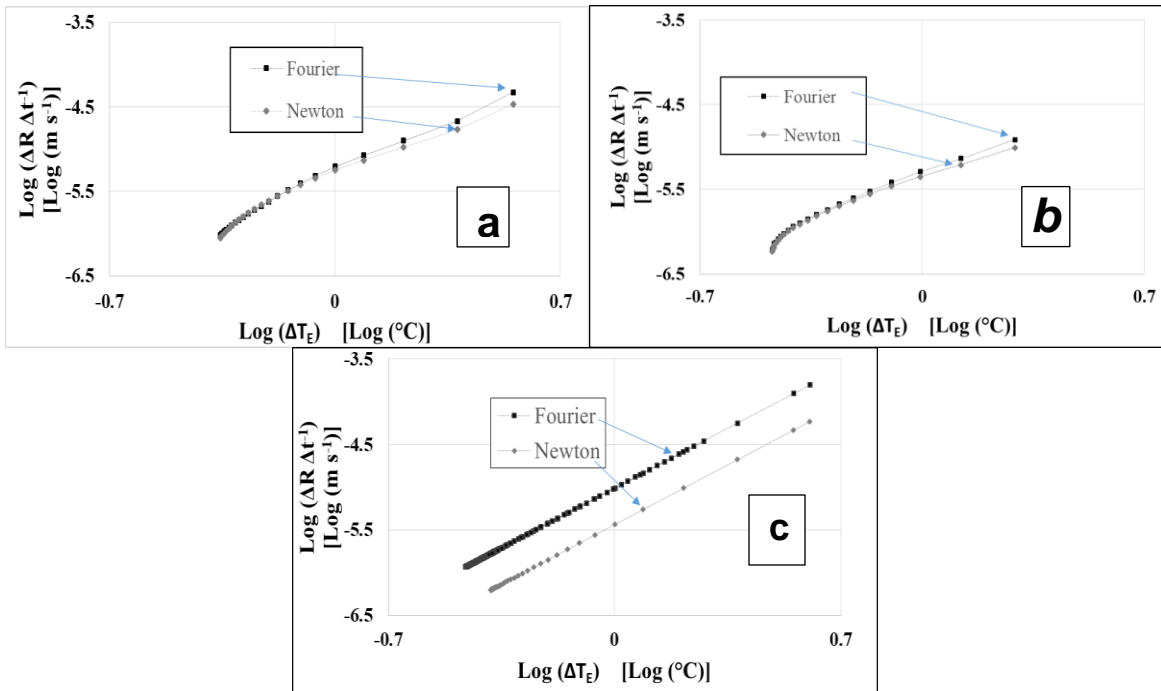 -3.5
-4.5
-5.5
-6.5
Log (ΔR Δt⁻¹)
[Log (m s⁻¹)]
Fourier
Newton
a
-0.7
0
0.7
Log (ΔT_E) [Log (°C)]
-3.5
-4.5
-5.5
-6.5
Log (ΔR Δt⁻¹)
[Log (m s⁻¹)]
Fourier
Newton
b
-0.7
0
0.7
Log (ΔT_E) [Log (°C)]
-3.5
-4.5
-5.5
-6.5
Log (ΔR Δt⁻¹)
[Log (m s⁻¹)]
Fourier
Newton
c
-0.7
0
0.7
Log (ΔT_E) [Log (°C)]